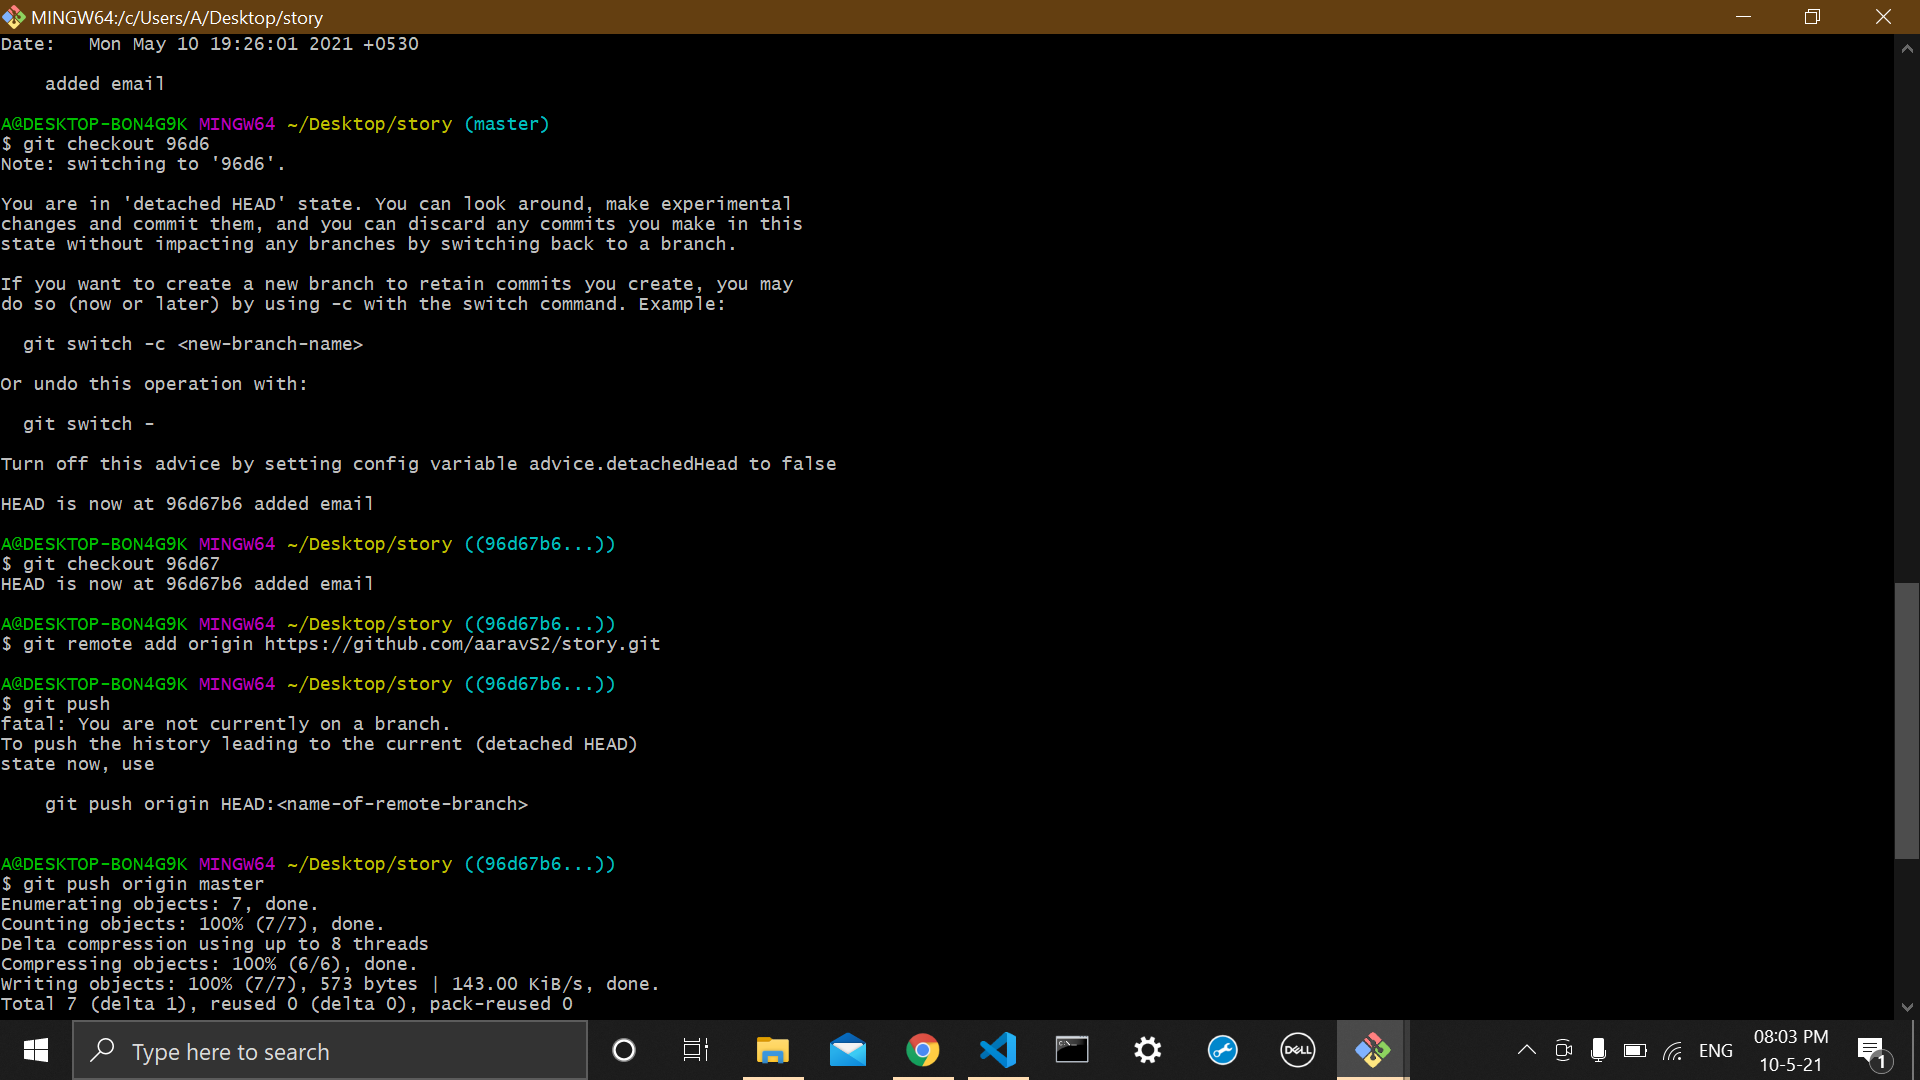 MINGW64:/c/Users/A/Desktop/story
Date:   Mon May 10 19:26:01 2021 +0530
    added email
A@DESKTOP-BON4G9K MINGW64 ~/Desktop/story (master)
$ git checkout 96d6
Note: switching to '96d6'.
You are in 'detached HEAD' state. You can look around, make experimental
changes and commit them, and you can discard any commits you make in this
state without impacting any branches by switching back to a branch.
If you want to create a new branch to retain commits you create, you may
do so (now or later) by using -c with the switch command. Example:
  git switch -c <new-branch-name>
Or undo this operation with:
  git switch -
Turn off this advice by setting config variable advice.detachedHead to false
HEAD is now at 96d67b6 added email
A@DESKTOP-BON4G9K MINGW64 ~/Desktop/story ((96d67b6...))
$ git checkout 96d67
HEAD is now at 96d67b6 added email
A@DESKTOP-BON4G9K MINGW64 ~/Desktop/story ((96d67b6...))
$ git remote add origin https://github.com/aaravS2/story.git
A@DESKTOP-BON4G9K MINGW64 ~/Desktop/story ((96d67b6...))
$ git push
fatal: You are not currently on a branch.
To push the history leading to the current (detached HEAD)
state now, use
    git push origin HEAD:<name-of-remote-branch>
A@DESKTOP-BON4G9K MINGW64 ~/Desktop/story ((96d67b6...))
$ git push origin master
Enumerating objects: 7, done.
Counting objects: 100% (7/7), done.
Delta compression using up to 8 threads
Compressing objects: 100% (6/6), done.
Writing objects: 100% (7/7), 573 bytes | 143.00 KiB/s, done.
Total 7 (delta 1), reused 0 (delta 0), pack-reused 0
Type here to search
DELL
ENG
08:03 PM
10-5-21
1